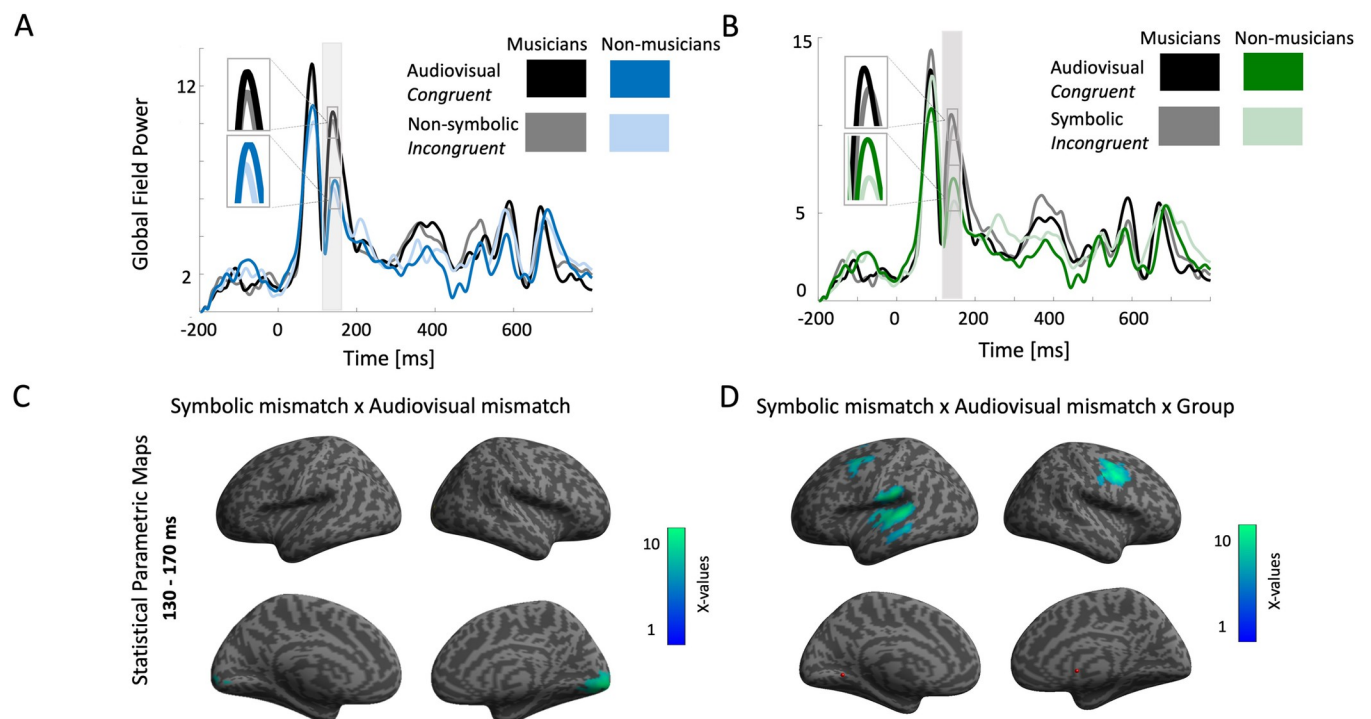 A
Musicians Non-musicians
Audiovisual
Congruent
Non-symbolic
Incongruent
Global Field Power
12
2
-200 0 200 400 600
Time [ms]
B
Musicians Non-musicians
Audiovisual
Congruent
Symbolic
Incongruent
15
5
0
-200 0 200 400 600
Time [ms]
C
Symbolic mismatch x Audiovisual mismatch
Statistical Parametric Maps
130 - 170 ms
10
1
X-values
D
Symbolic mismatch x Audiovisual mismatch x Group
10
1
X-values